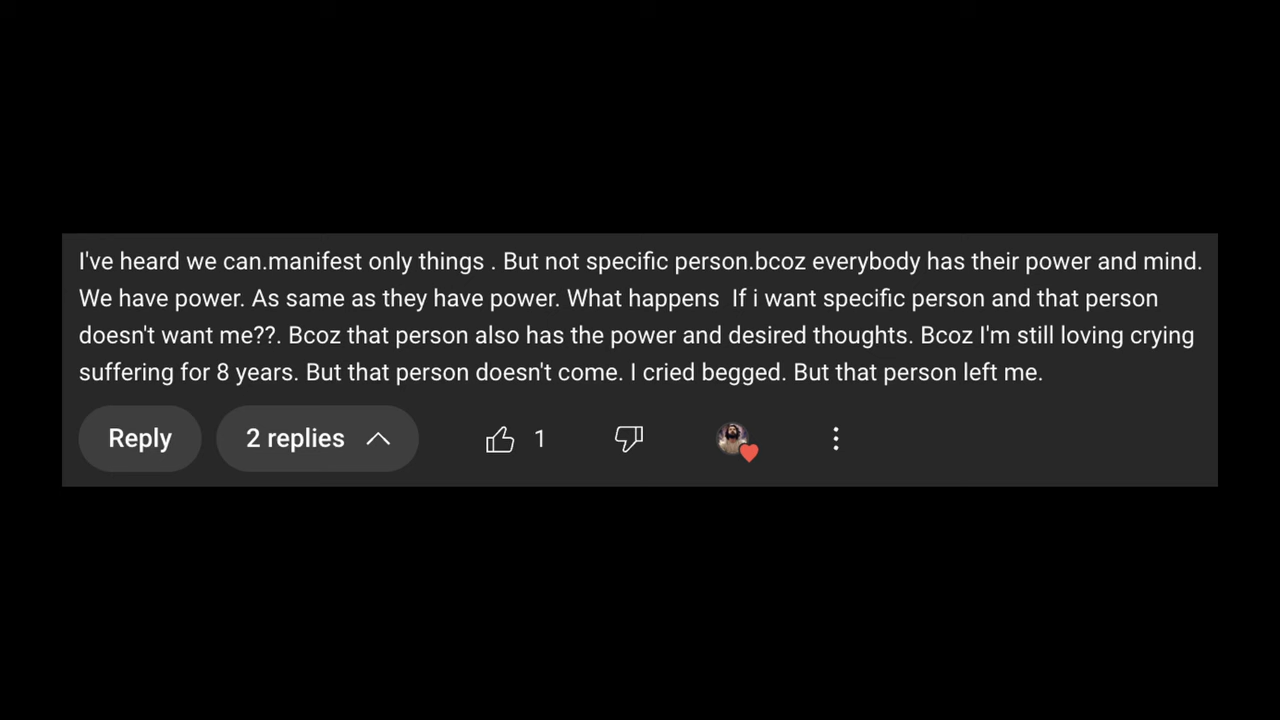 I've heard we can.manifest only things . But not specific person.bcoz everybody has their power and mind.
We have power. As same as they have power. What happens  If i want specific person and that person
doesn't want me??. Bcoz that person also has the power and desired thoughts. Bcoz I'm still loving crying
suffering for 8 years. But that person doesn't come. I cried begged. But that person left me.
Reply 2 replies 1